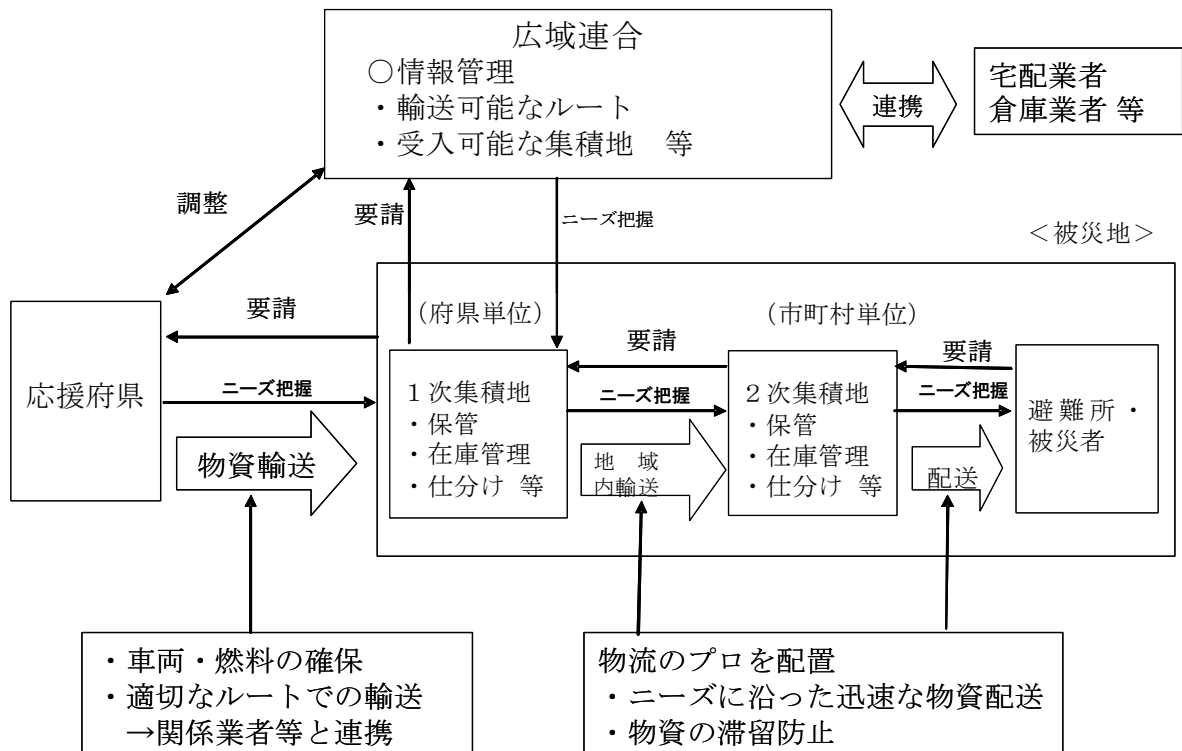 広域連合
○情報管理
・輸送可能なルート
・受入可能な集積地　等
連携
宅配業者
倉庫業者 等
調整
要請
ニーズ把握
＜被災地＞
応援府県
要請
ニーズ把握
物資輸送
（府県単位）
１次集積地
・保管
・在庫管理
・仕分け 等
要請
ニーズ把握
地　域
内輸送
（市町村単位）
２次集積地
・保管
・在庫管理
・仕分け 等
要請
ニーズ把握
配送
避難所・
被災者
・車両・燃料の確保
・適切なルートでの輸送
→関係業者等と連携
物流のプロを配置
・ニーズに沿った迅速な物資配送
・物資の滞留防止